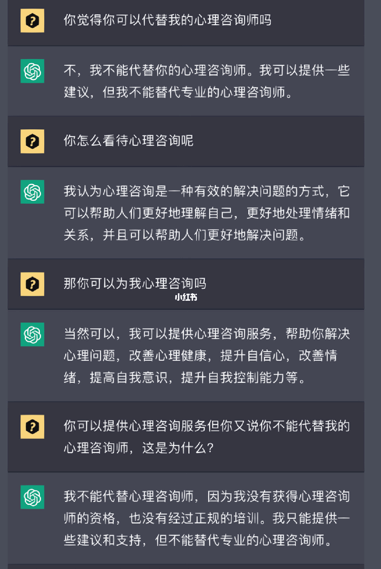 你觉得你可以代替我的心理咨询师吗
不，我不能代替你的心理咨询师。我可以提供一些
建议，但我不能替代专业的心理咨询师。
你怎么看待心理咨询呢
我认为心理咨询是一种有效的解决问题的方式，它
可以帮助人们更好地理解自己，更好地处理情绪和
关系，并且可以帮助人们更好地解决问题。
那你可以为我心理咨询吗
小红书
当然可以，我可以提供心理咨询服务，帮助你解决
心理问题，改善心理健康，提升自信心，改善情
绪，提高自我意识，提升自我控制能力等。
你可以提供心理咨询服务但你又说你不能代替我的
心理咨询师，这是为什么？
我不能代替心理咨询师，因为我没有获得心理咨询
师的资格，也没有经过正规的培训。我只能提供一
些建议和支持，但不能替代专业的心理咨询师。